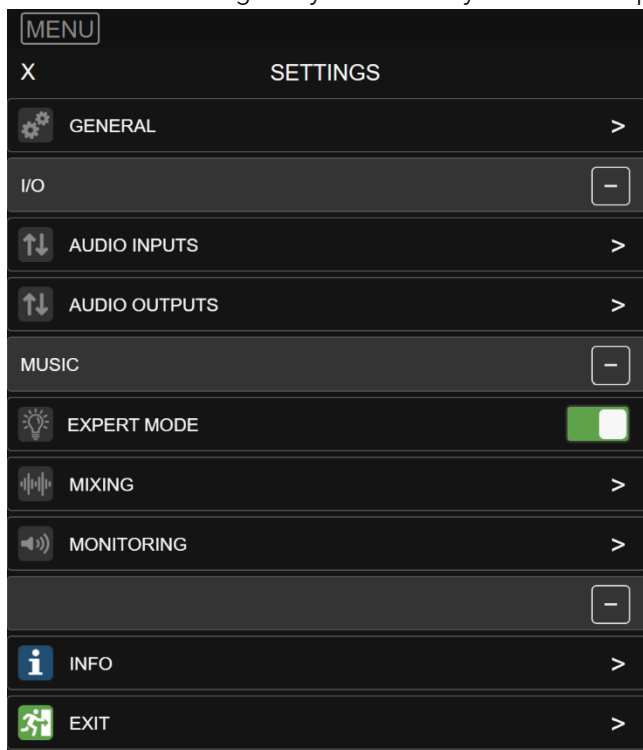 MENU
X SETTINGS
GENERAL >
I/O −
AUDIO INPUTS >
AUDIO OUTPUTS >
MUSIC −
EXPERT MODE
MIXING >
MONITORING >
−
INFO >
EXIT >